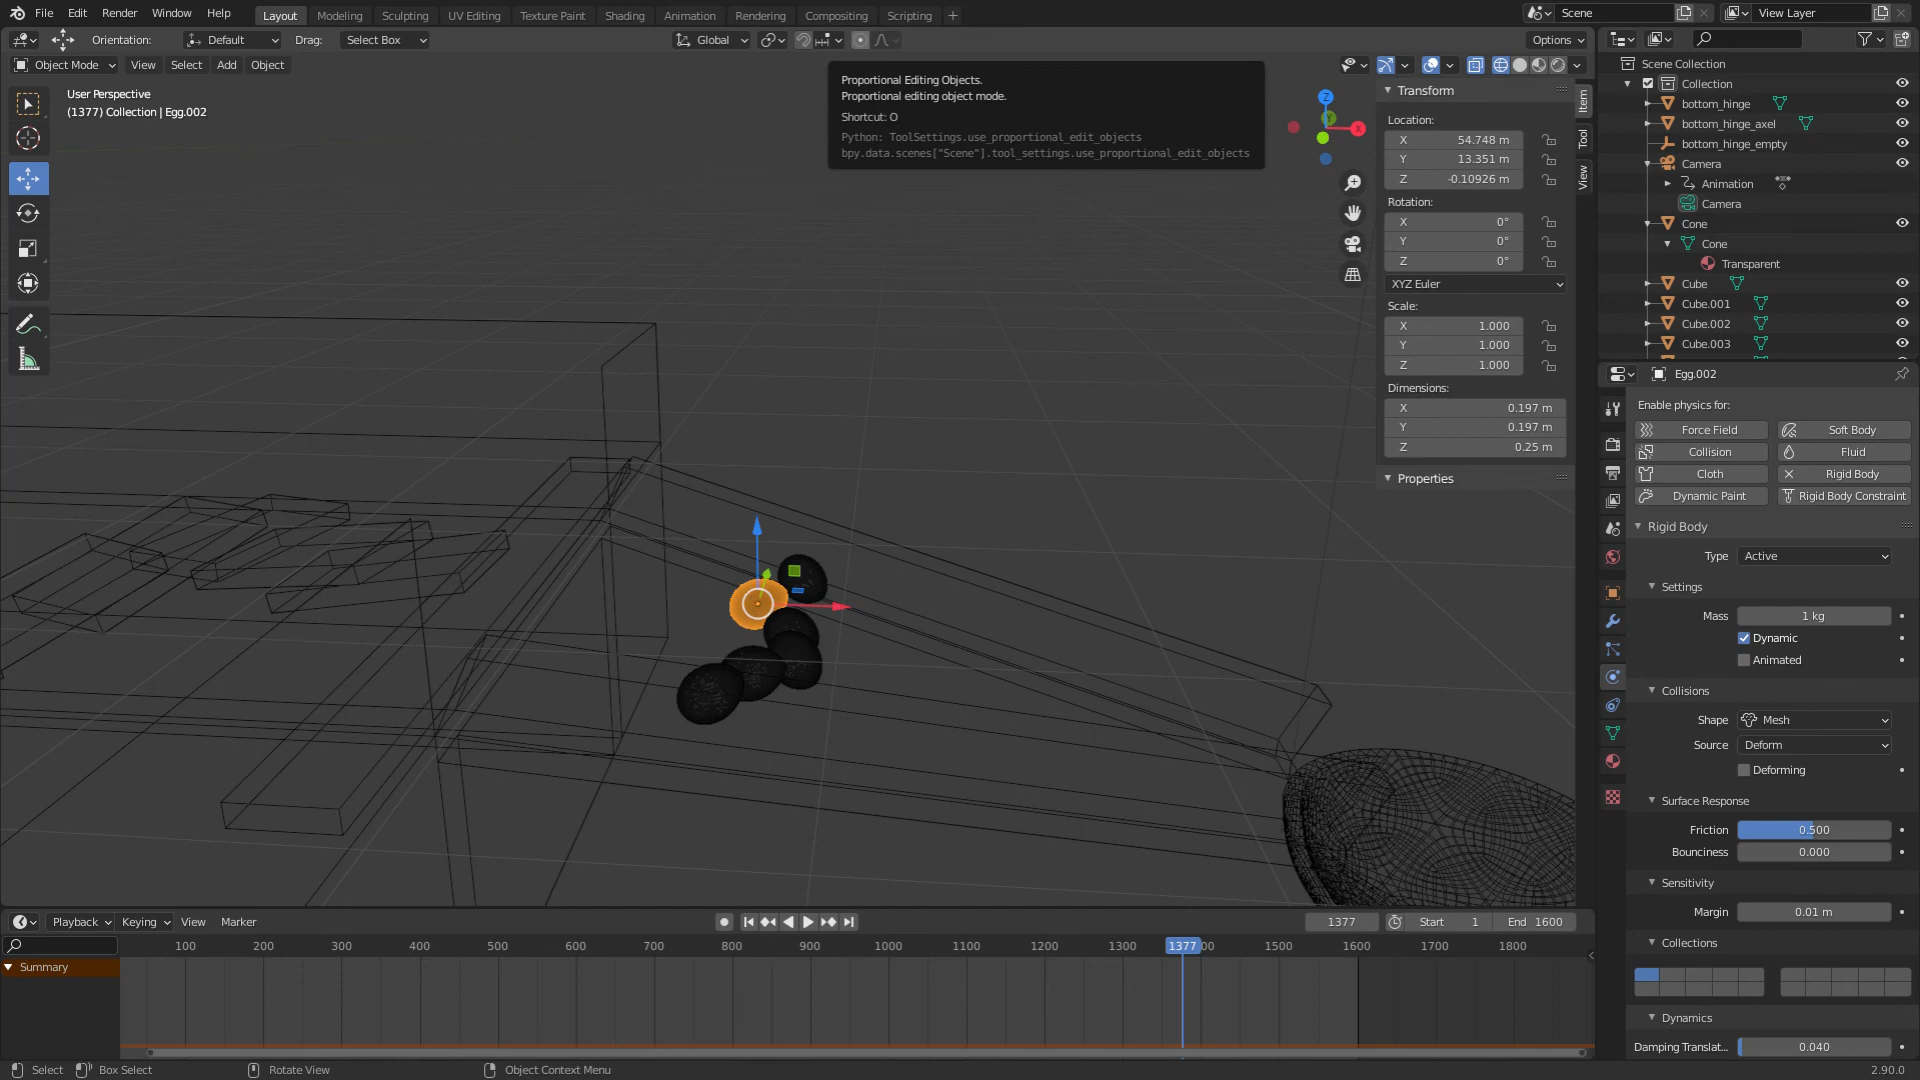 File Edit Render Window Help Layout Modeling Sculpting UV Editing Texture Paint Shading Animation Rendering Compositing Scripting + Scene View Layer
Orientation: Default Drag: Select Box Global Options
Object Mode View Select Add Object
User Perspective
(1377) Collection | Egg.002
Proportional Editing Objects.
Proportional editing object mode.
Shortcut: O
Python: ToolSettings.use_proportional_edit_objects
bpy.data.scenes["Scene"].tool_settings.use_proportional_edit_objects
Z
Y
X
Transform
Location:
X 54.748 m
Y 13.351 m
Z -0.10926 m
Rotation:
X 0°
Y 0°
Z 0°
XYZ Euler
Scale:
X 1.000
Y 1.000
Z 1.000
Dimensions:
X 0.197 m
Y 0.197 m
Z 0.25 m
Properties
Item
Tool
View
Scene Collection
Collection
bottom_hinge
bottom_hinge_axel
bottom_hinge_empty
Camera
Animation
Camera
Cone
Cone
Transparent
Cube
Cube.001
Cube.002
Cube.003
Egg.002
Enable physics for:
Force Field Soft Body
Collision Fluid
Cloth Rigid Body
Dynamic Paint Rigid Body Constraint
Rigid Body
Type Active
Settings
Mass 1 kg
Dynamic
Animated
Collisions
Shape Mesh
Source Deform
Deforming
Surface Response
Friction 0.500
Bounciness 0.000
Sensitivity
Margin 0.01 m
Collections
Dynamics
Damping Translat... 0.040
Playback Keying View Marker 1377 Start 1 End 1600
100 200 300 400 500 600 700 800 900 1000 1100 1200 1300 1377 00 1500 1600 1700 1800
Summary
Select Box Select Rotate View Object Context Menu 2.90.0